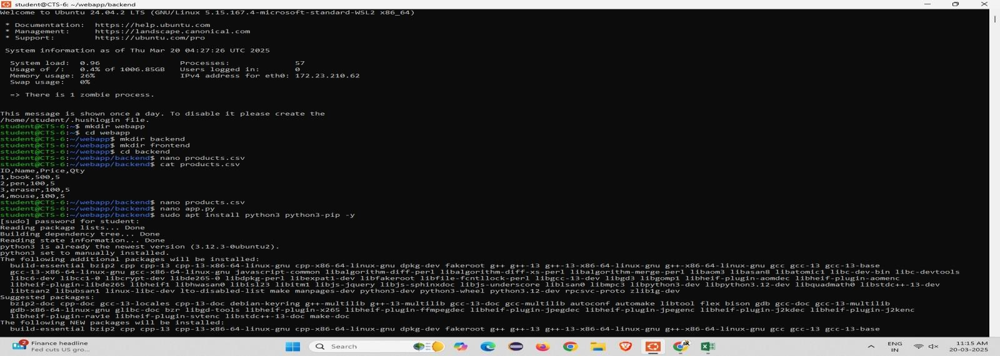 student@CTS-6: ~/webapp/backend
Welcome to Ubuntu 24.04.2 LTS (GNU/Linux 5.15.167.4-microsoft-standard-WSL2 x86_64)
* Documentation:  https://help.ubuntu.com
* Management:     https://landscape.canonical.com
* Support:        https://ubuntu.com/pro
System information as of Thu Mar 20 04:27:26 UTC 2025
System load:  0.96                Processes:             57
Usage of /:   0.4% of 1006.85GB   Users logged in:       0
Memory usage: 26%                 IPv4 address for eth0: 172.23.210.62
Swap usage:   0%
=> There is 1 zombie process.
This message is shown once a day. To disable it please create the
/home/student/.hushlogin file.
student@CTS-6:~$ mkdir webapp
student@CTS-6:~$ cd webapp
student@CTS-6:~/webapp$ mkdir backend
student@CTS-6:~/webapp$ mkdir frontend
student@CTS-6:~/webapp$ cd backend
student@CTS-6:~/webapp/backend$ nano products.csv
student@CTS-6:~/webapp/backend$ cat products.csv
ID,Name,Price,Qty
1,book,500,5
2,pen,100,5
3,eraser,100,5
4,mouse,100,5
student@CTS-6:~/webapp/backend$ nano products.csv
student@CTS-6:~/webapp/backend$ nano app.py
student@CTS-6:~/webapp/backend$ sudo apt install python3 python3-pip -y
[sudo] password for student:
Reading package lists... Done
Building dependency tree... Done
Reading state information... Done
python3 is already the newest version (3.12.3-0ubuntu2).
python3 set to manually installed.
The following additional packages will be installed:
build-essential bzip2 cpp cpp-13 cpp-13-x86-64-linux-gnu cpp-x86-64-linux-gnu dpkg-dev fakeroot g++ g++-13 g++-13-x86-64-linux-gnu g++-x86-64-linux-gnu gcc gcc-13 gcc-13-base
gcc-13-x86-64-linux-gnu gcc-x86-64-linux-gnu javascript-common libalgorithm-diff-perl libalgorithm-diff-xs-perl libalgorithm-merge-perl libaom3 libasan8 libatomic1 libc-dev-bin libc-devtools
libc6-dev libcc1-0 libcrypt-dev libde265-0 libdpkg-perl libexpat1-dev libfakeroot libfile-fcntllock-perl libgcc-13-dev libgd3 libgomp1 libheif-plugin-aomdec libheif-plugin-aomenc
libheif-plugin-libde265 libheif1 libhwasan0 libisl23 libitm1 libjs-jquery libjs-sphinxdoc libjs-underscore liblsan0 libmpc3 libpython3-dev libpython3.12-dev libquadmath0 libstdc++-13-dev
libtsan2 libubsan1 linux-libc-dev lto-disabled-list make manpages-dev python3-dev python3-wheel python3.12-dev rpcsvc-proto zlib1g-dev
Suggested packages:
bzip2-doc cpp-doc gcc-13-locales cpp-13-doc debian-keyring g++-multilib g++-13-multilib gcc-13-doc gcc-multilib autoconf automake libtool flex bison gdb gcc-doc gcc-13-multilib
gdb-x86-64-linux-gnu glibc-doc bzr libgd-tools libheif-plugin-x265 libheif-plugin-ffmpegdec libheif-plugin-jpegdec libheif-plugin-jpegenc libheif-plugin-j2kdec libheif-plugin-j2kenc
libheif-plugin-rav1e libheif-plugin-svtenc libstdc++-13-doc make-doc
The following NEW packages will be installed:
build-essential bzip2 cpp cpp-13 cpp-13-x86-64-linux-gnu cpp-x86-64-linux-gnu dpkg-dev fakeroot g++ g++-13 g++-13-x86-64-linux-gnu g++-x86-64-linux-gnu gcc gcc-13 gcc-13-base
2
Finance headline
Fed cuts US gro...
Search
SK
ENG
IN
11:15 AM
20-03-2025